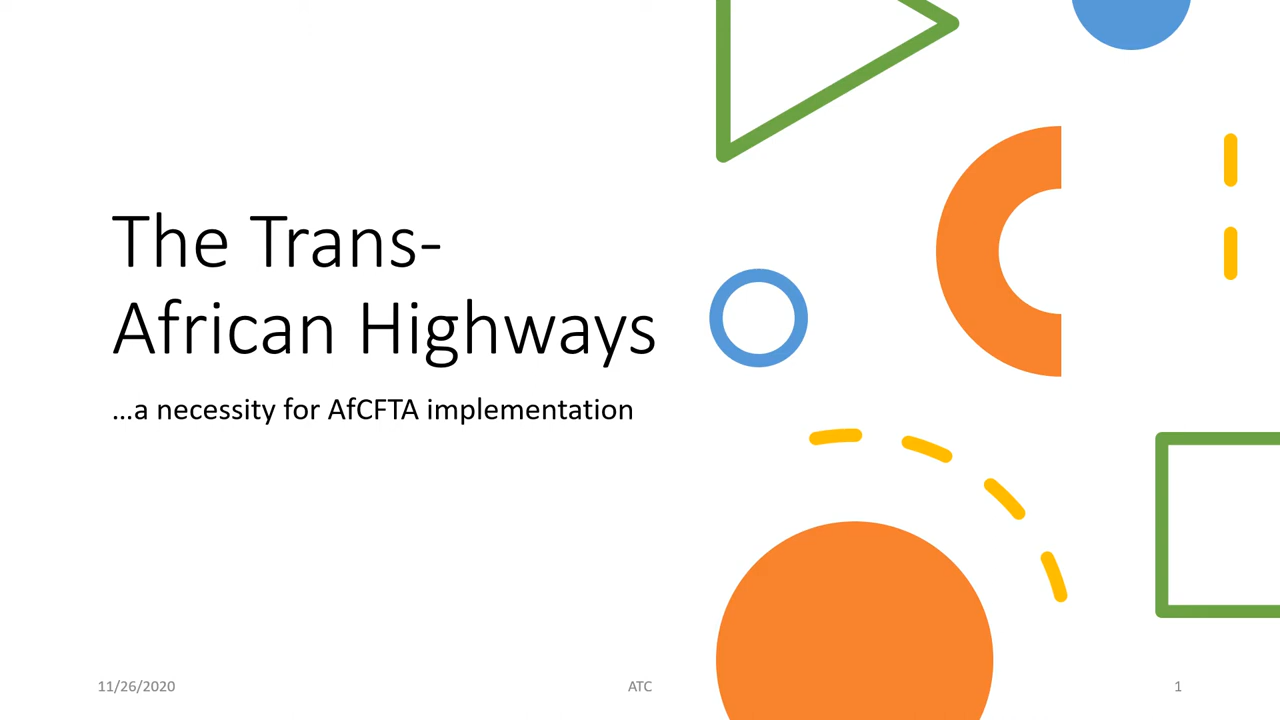 The Trans-
African Highways
...a necessity for AfCFTA implementation
11/26/2020
ATC
1